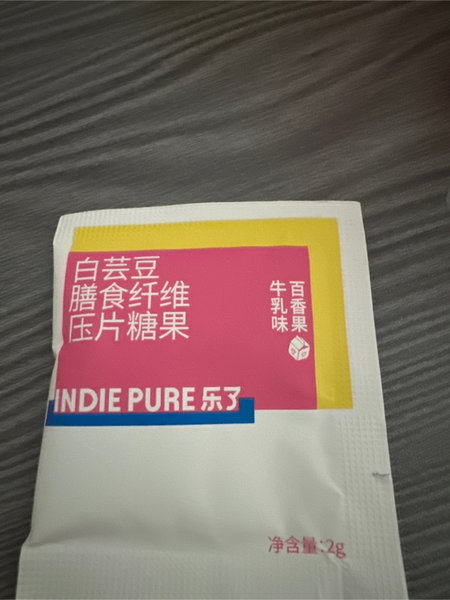 白芸豆
膳食纤维
压片糖果
百香果
牛乳味
INDIE PURE 乐了
净含量:2g